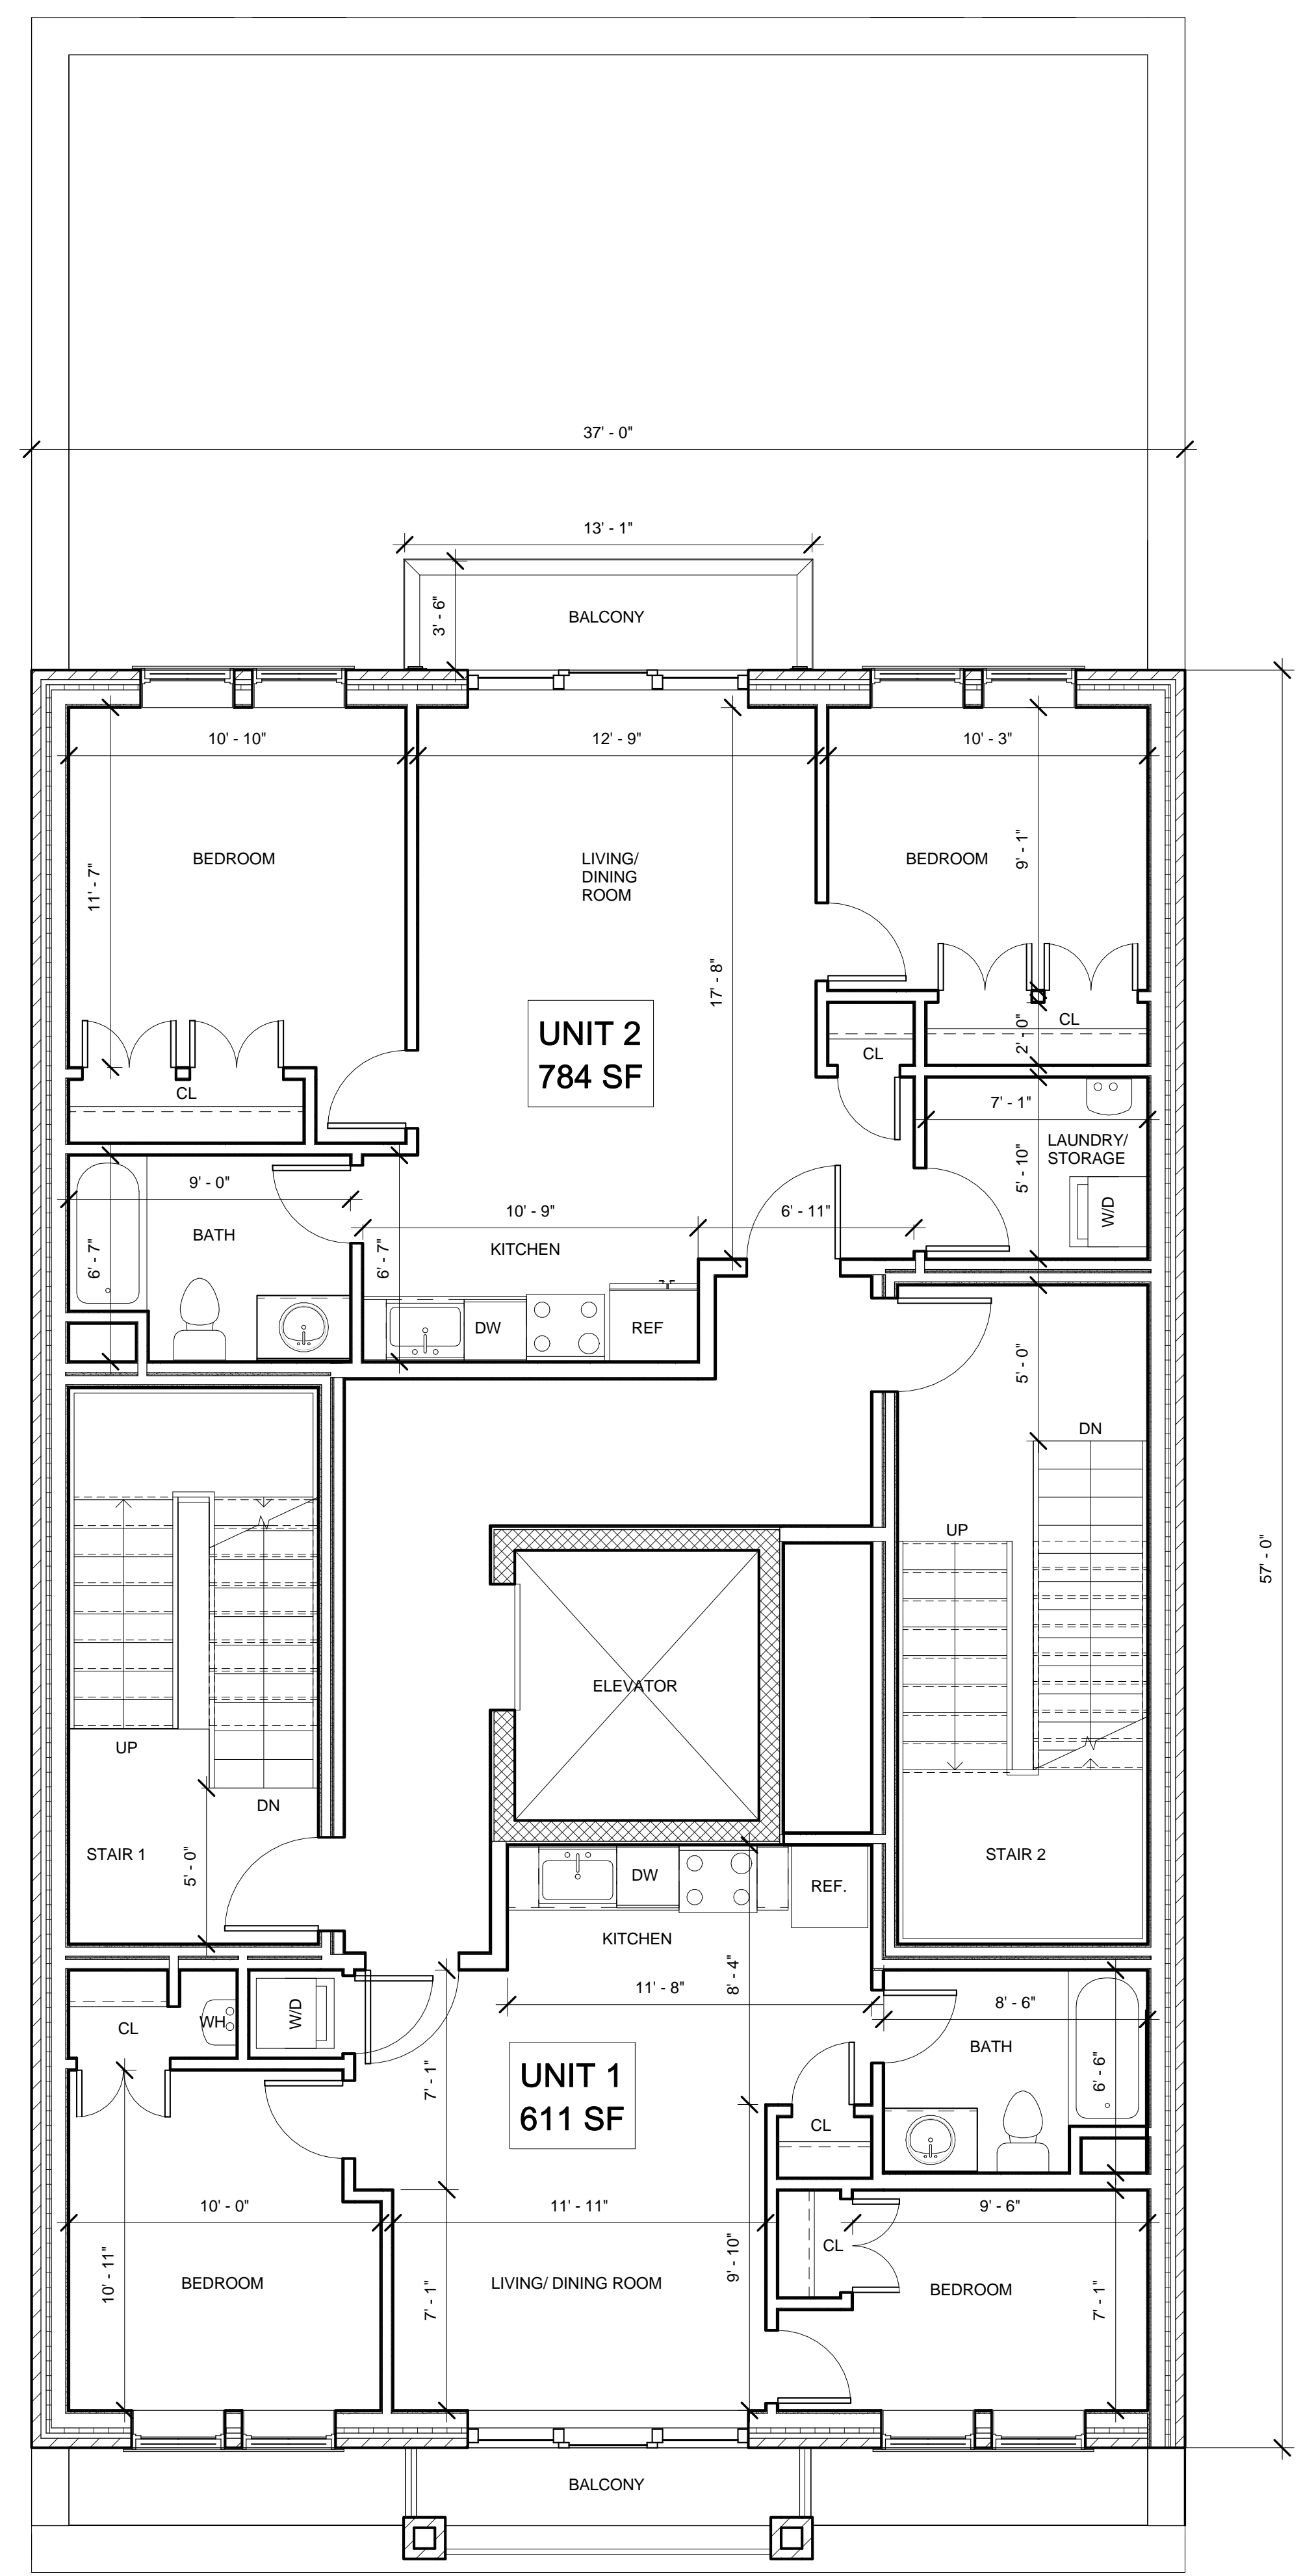 37' - 0"
13' - 1"
3' - 6"
BALCONY
10' - 10"
12' - 9"
10' - 3"
BEDROOM
LIVING/
DINING
ROOM
BEDROOM
9' - 1"
11' - 7"
17' - 8"
UNIT 2
784 SF
CL
2' - 0"
CL
CL
7' - 1"
LAUNDRY/
STORAGE
5' - 10"
W/D
9' - 0"
10' - 9"
6' - 11"
BATH
KITCHEN
6' - 7"
6' - 7"
DW
REF
5' - 0"
DN
UP
57' - 0"
ELEVATOR
UP
DN
STAIR 1
5' - 0"
STAIR 2
DW
REF.
KITCHEN
11' - 8"
8' - 4"
8' - 6"
CL
WH
W/D
BATH
UNIT 1
611 SF
7' - 1"
6' - 6"
CL
10' - 0"
11' - 11"
9' - 6"
CL
10' - 11"
BEDROOM
7' - 1"
LIVING/ DINING ROOM
9' - 10"
BEDROOM
7' - 1"
BALCONY